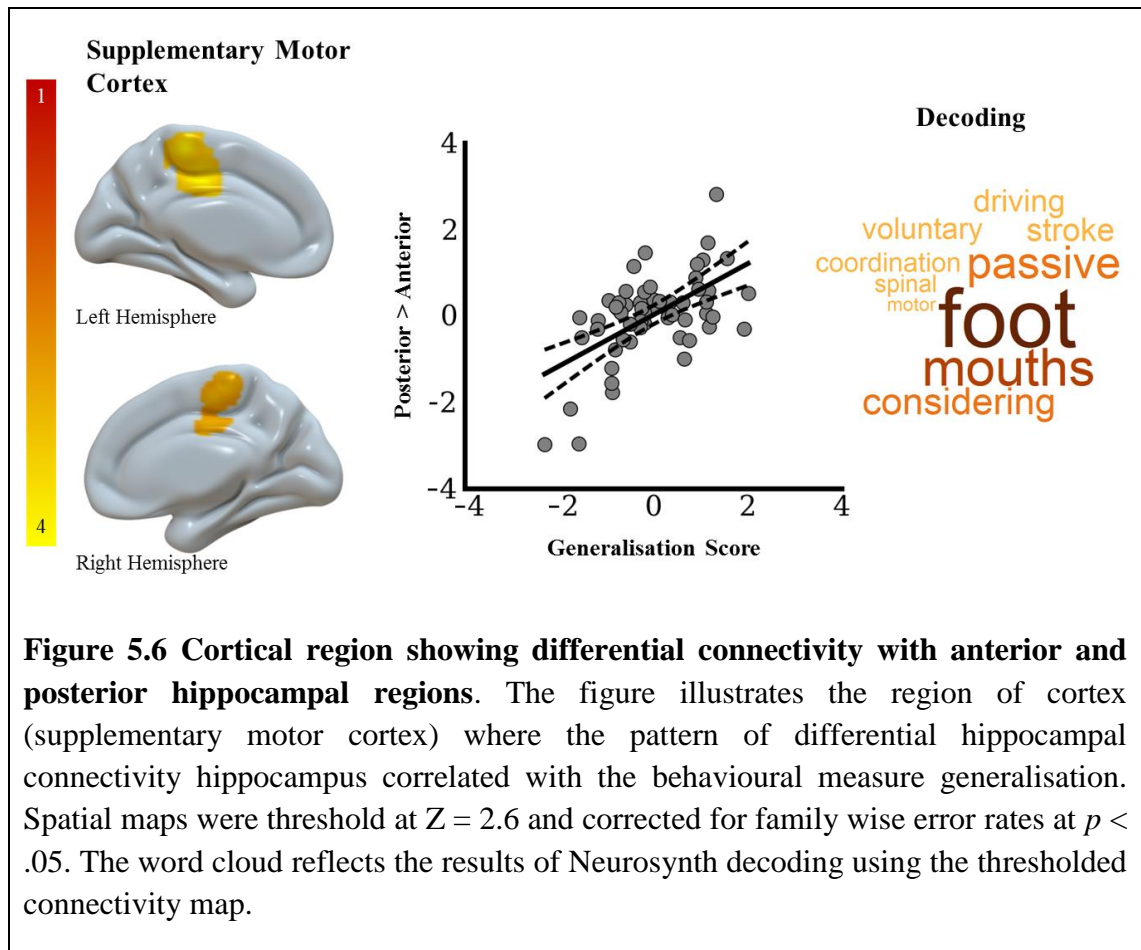 Supplementary Motor
Cortex
1
4
Left Hemisphere
Right Hemisphere
Posterior > Anterior
4
2
0
−2
−4
−4
−2
0
2
4
Generalisation Score
Decoding
driving
voluntary
stroke
coordination
passive
spinal
motor
foot
mouths
considering
Figure 5.6 Cortical region showing differential connectivity with anterior and
posterior hippocampal regions. The figure illustrates the region of cortex
(supplementary motor cortex) where the pattern of differential hippocampal
connectivity hippocampus correlated with the behavioural measure generalisation.
Spatial maps were threshold at Z = 2.6 and corrected for family wise error rates at p <
.05. The word cloud reflects the results of Neurosynth decoding using the thresholded
connectivity map.